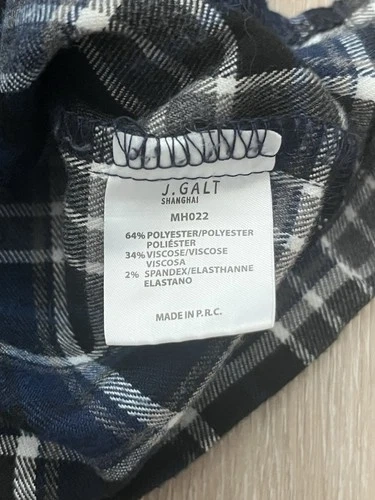 J. GALT
SHANGHAI
MH022
64% POLYESTER/POLYESTER
POLIÉSTER
34% VISCOSE/VISCOSE
VISCOSA
2% SPANDEX/ELASTHANNE
ELASTANO
MADE IN P.R.C.